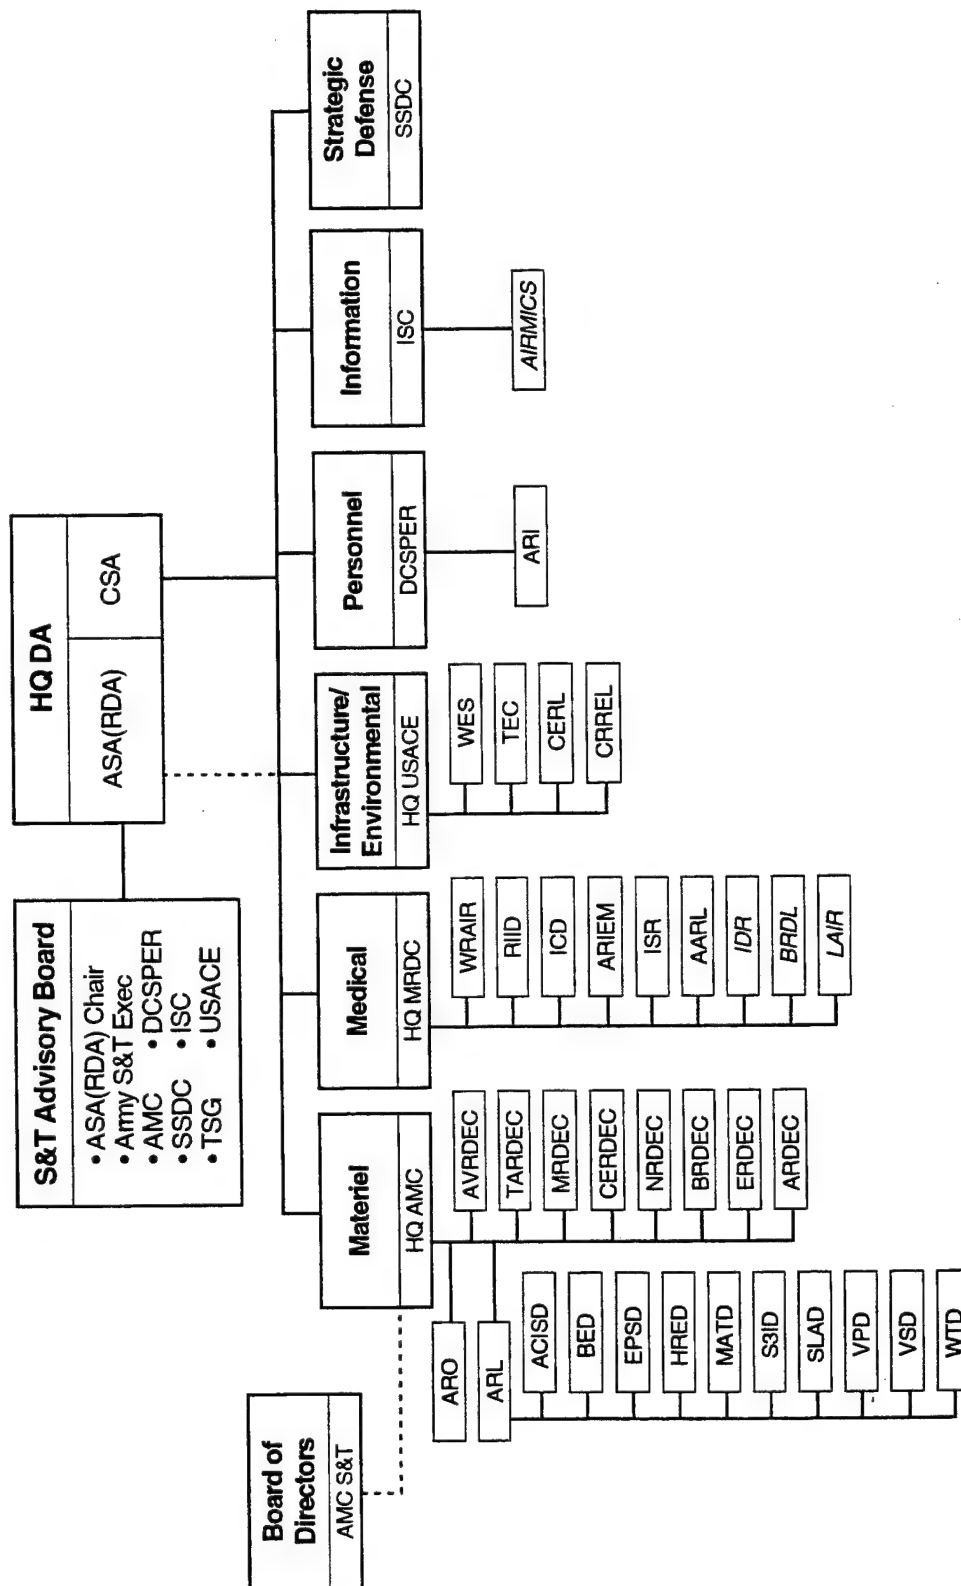 HQ DA
ASA(RDA)
CSA
S&T Advisory Board
• ASA(RDA) Chair
• Army S&T Exec
• AMC • DCSPER
• SSDC • ISC
• TSG • USACE
Board of
Directors
AMC S&T
Materiel
HQ AMC
Medical
HQ MRDC
Infrastructure/
Environmental
HQ USACE
Personnel
DCSPER
Information
ISC
Strategic
Defense
SSDC
ARO
ARL
ACISD
BED
EPSD
HRED
MATD
S3ID
SLAD
VPD
VSD
WTD
AVRDEC
TARDEC
MRDEC
CERDEC
NRDEC
BRDEC
ERDEC
ARDEC
WRAIR
RIID
ICD
ARIEM
ISR
AARL
IDR
BRDL
LAIR
WES
TEC
CERL
CRREL
ARI
AIRMICS